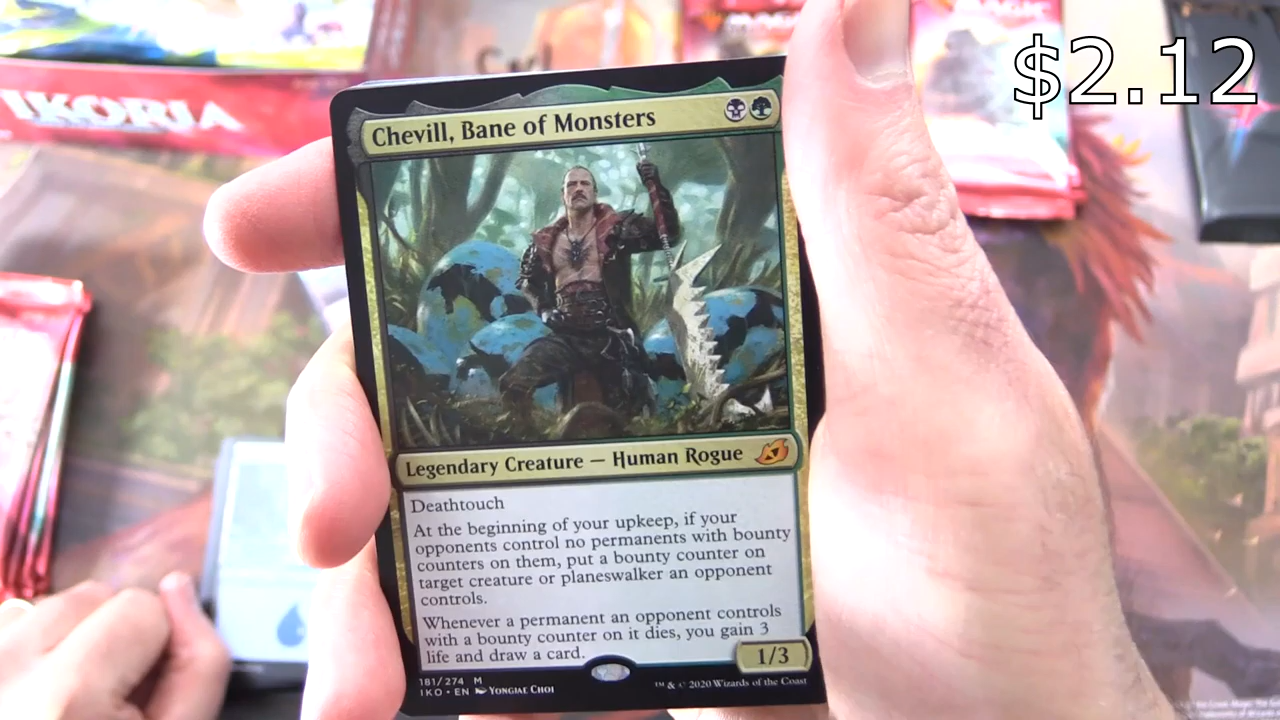 $2.12
IKORIA
MAGIC
Chevill, Bane of Monsters
Legendary Creature — Human Rogue
Deathtouch
At the beginning of your upkeep, if your
opponents control no permanents with bounty
counters on them, put a bounty counter on
target creature or planeswalker an opponent
controls.
Whenever a permanent an opponent controls
with a bounty counter on it dies, you gain 3
life and draw a card.
1/3
181/274 M
IKO • EN YONGJAE CHOI
™ & © 2020 Wizards of the Coast